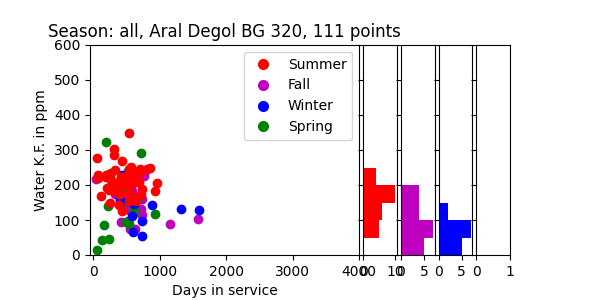 Season: all, Aral Degol BG 320, 111 points
Water K.F. in ppm
600
500
400
300
200
100
0
Summer
Fall
Winter
Spring
0 1000 2000 3000 4000
0 10
0 5
0 5
0 1
Days in service